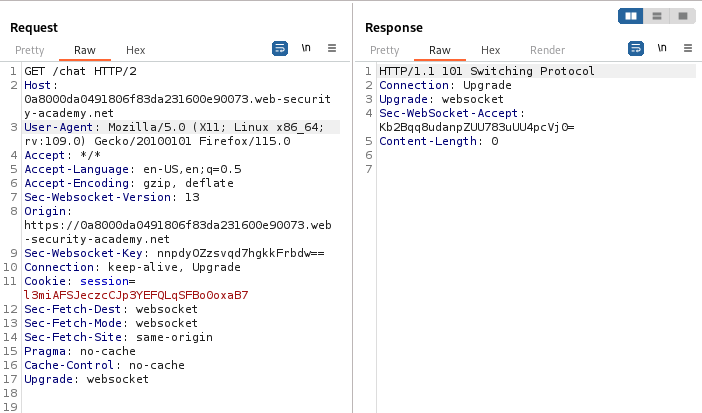 Request
Response
Pretty Raw Hex
\n
Pretty Raw Hex Render
\n
1 GET /chat HTTP/2
2 Host:
0a8000da0491806f83da231600e90073.web-securit
y-academy.net
3 User-Agent: Mozilla/5.0 (X11; Linux x86_64;
rv:109.0) Gecko/20100101 Firefox/115.0
4 Accept: */*
5 Accept-Language: en-US,en;q=0.5
6 Accept-Encoding: gzip, deflate
7 Sec-Websocket-Version: 13
8 Origin:
https://0a8000da0491806f83da231600e90073.web
-security-academy.net
9 Sec-Websocket-Key: nnpdyOZzsvqd7hgkkFrbdw==
10 Connection: keep-alive, Upgrade
11 Cookie: session=
l3miAFSJeczcCJp3YEFQLqSFBoOoxaB7
12 Sec-Fetch-Dest: websocket
13 Sec-Fetch-Mode: websocket
14 Sec-Fetch-Site: same-origin
15 Pragma: no-cache
16 Cache-Control: no-cache
17 Upgrade: websocket
18
19
1 HTTP/1.1 101 Switching Protocol
2 Connection: Upgrade
3 Upgrade: websocket
4 Sec-WebSocket-Accept:
Kb2Bqq8udanpZUU783uUU4pcVj0=
5 Content-Length: 0
6
7